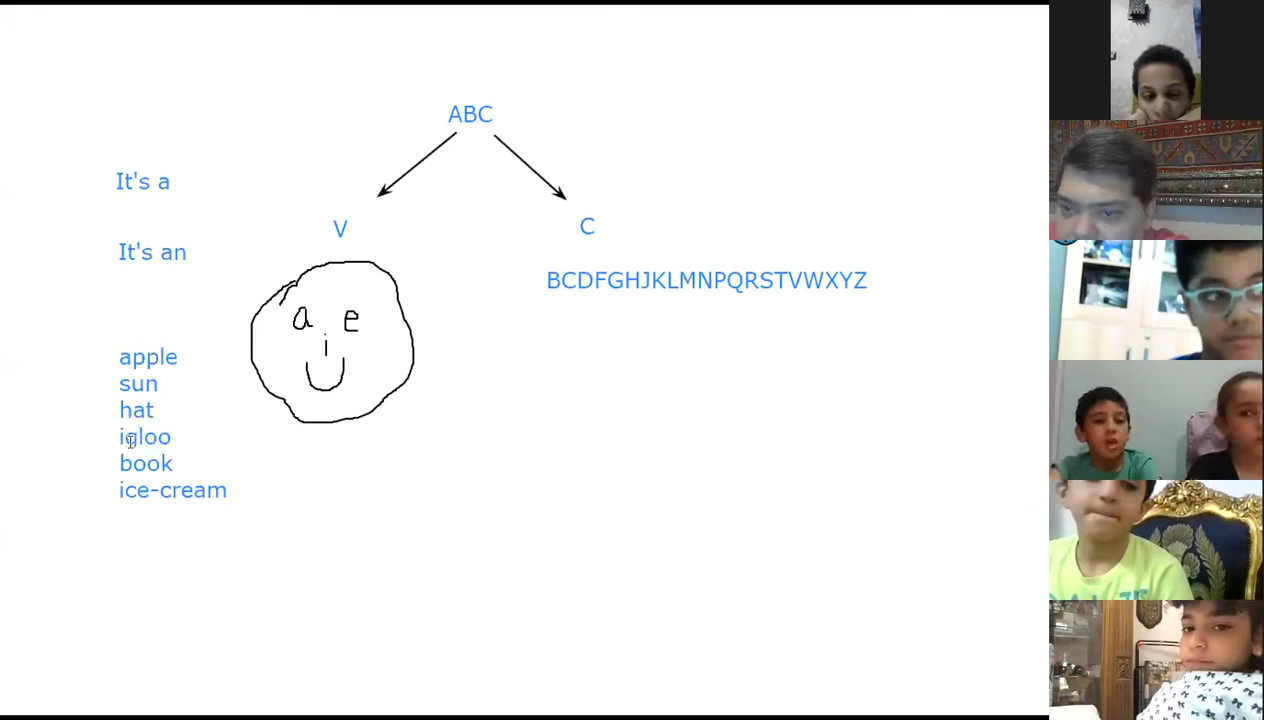 ABC
It's a
V
C
It's an
BCDFGHJKLMNPQRSTVWXYZ
a e
i
apple
sun
hat
igloo
book
ice-cream